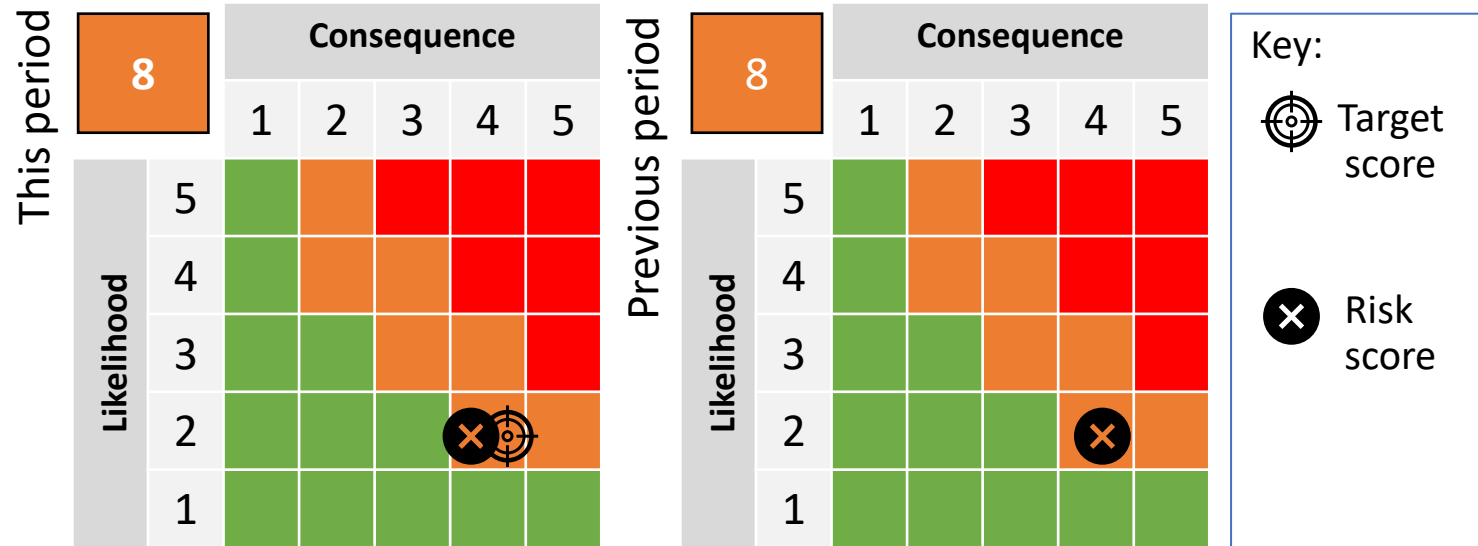 This period
8
Consequence
1 2 3 4 5
Likelihood
5
4
3
2
1
Previous period
8
Consequence
1 2 3 4 5
Likelihood
5
4
3
2
1
Key:
Target
score
Risk
score